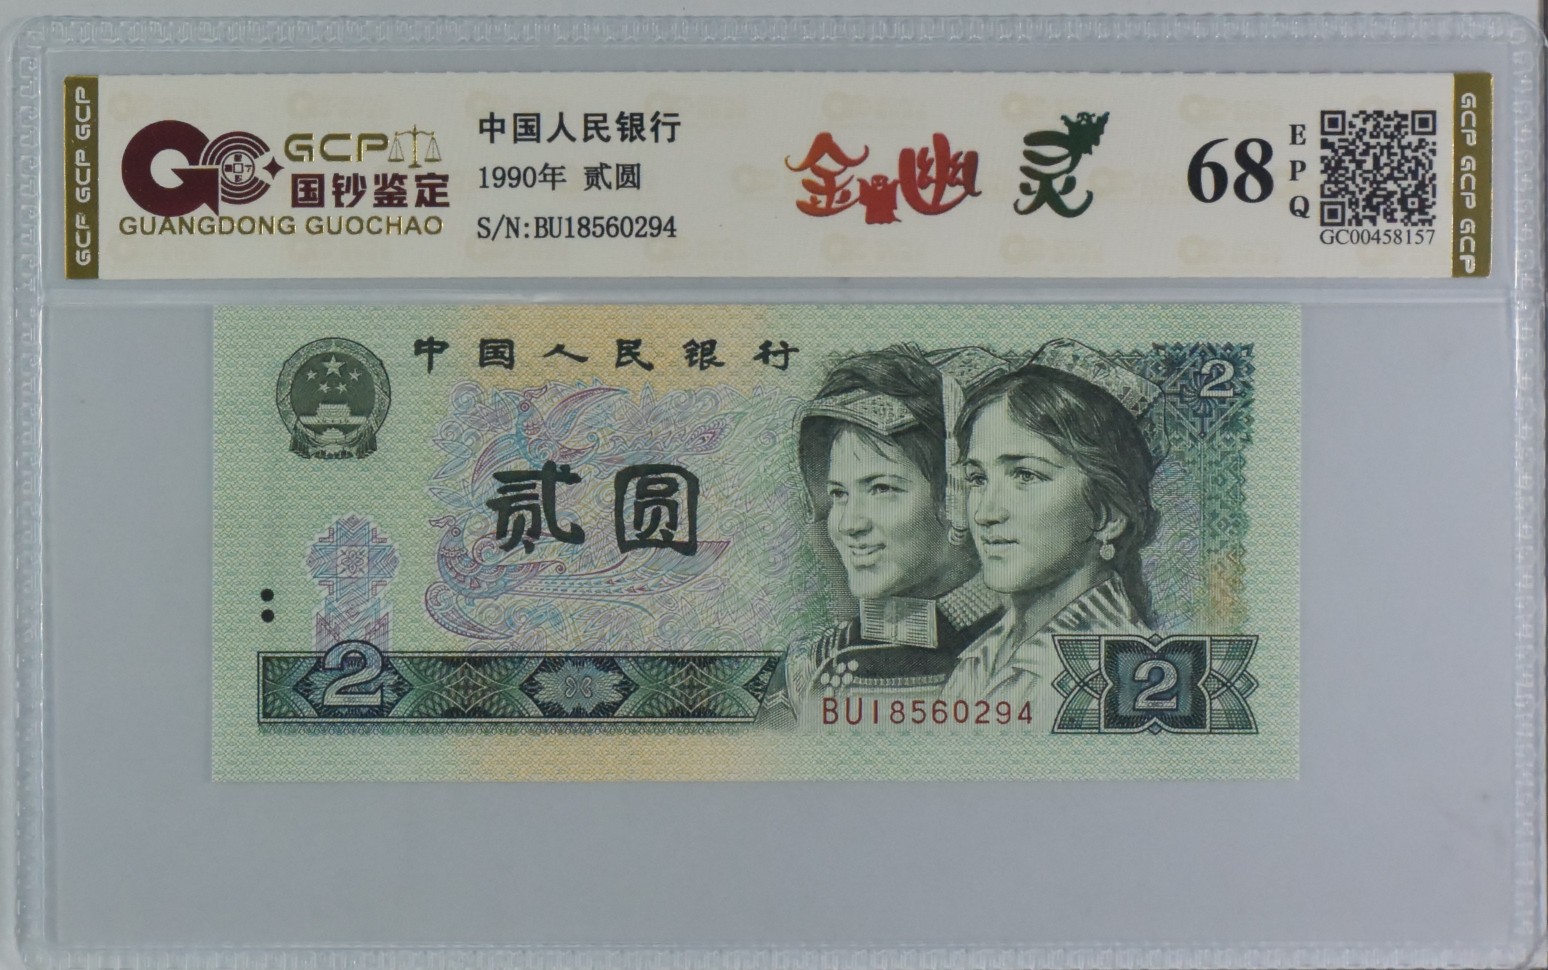 GCP GCP GCP
GCP
国钞鉴定
GUANGDONG GUOCHAO
中国人民银行
1990年 贰圆
S/N:BU18560294
金幽灵
68
EPQ
GC00458157
GCP GCP GCP
中国人民银行
2
贰圆
2
BU18560294
2